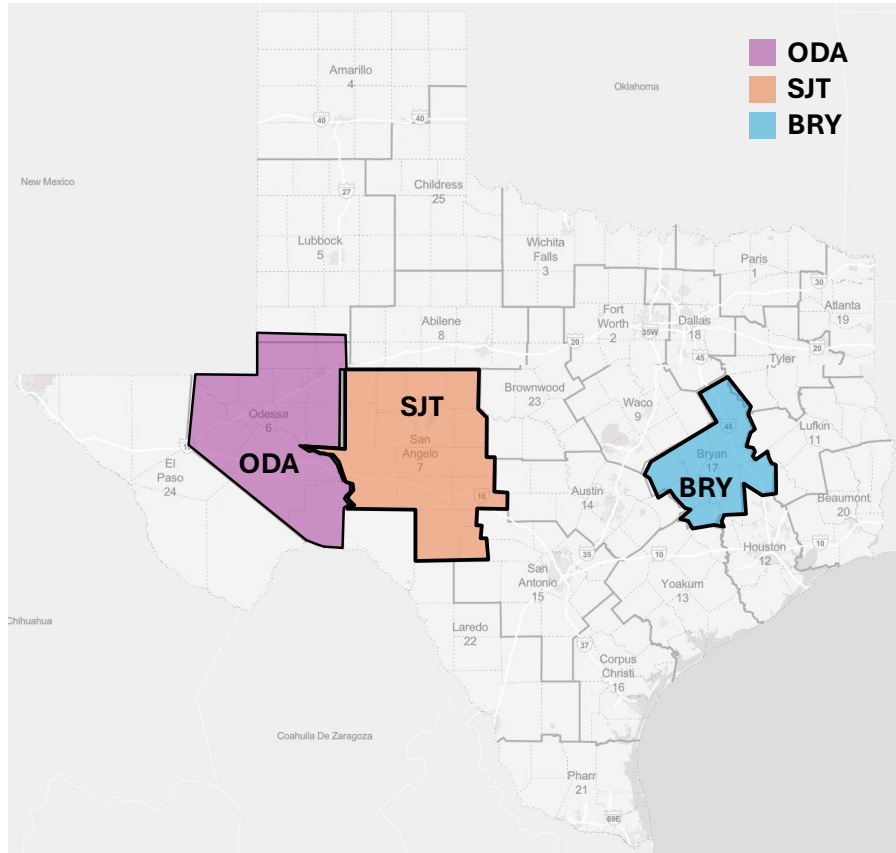 ODA
SJT
BRY
Oklahoma
New Mexico
Amarillo
4
40
40
27
Childress
25
Lubbock
5
Wichita
Falls
3
Paris
1
30
Atlanta
19
Fort
Worth
2
35W
Dallas
18
45
20
20
Tyler
Abilene
8
Brownwood
23
Waco
9
45
Lufkin
11
Odessa
6
ODA
SJT
San
Angelo
7
10
El
Paso
24
Bryan
17
BRY
Austin
14
Beaumont
20
10
Houston
12
San
Antonio
15
35
10
Yoakum
13
Laredo
22
37
Corpus
Christi
16
Chihuahua
Coahuila De Zaragoza
Pharr
21
69E